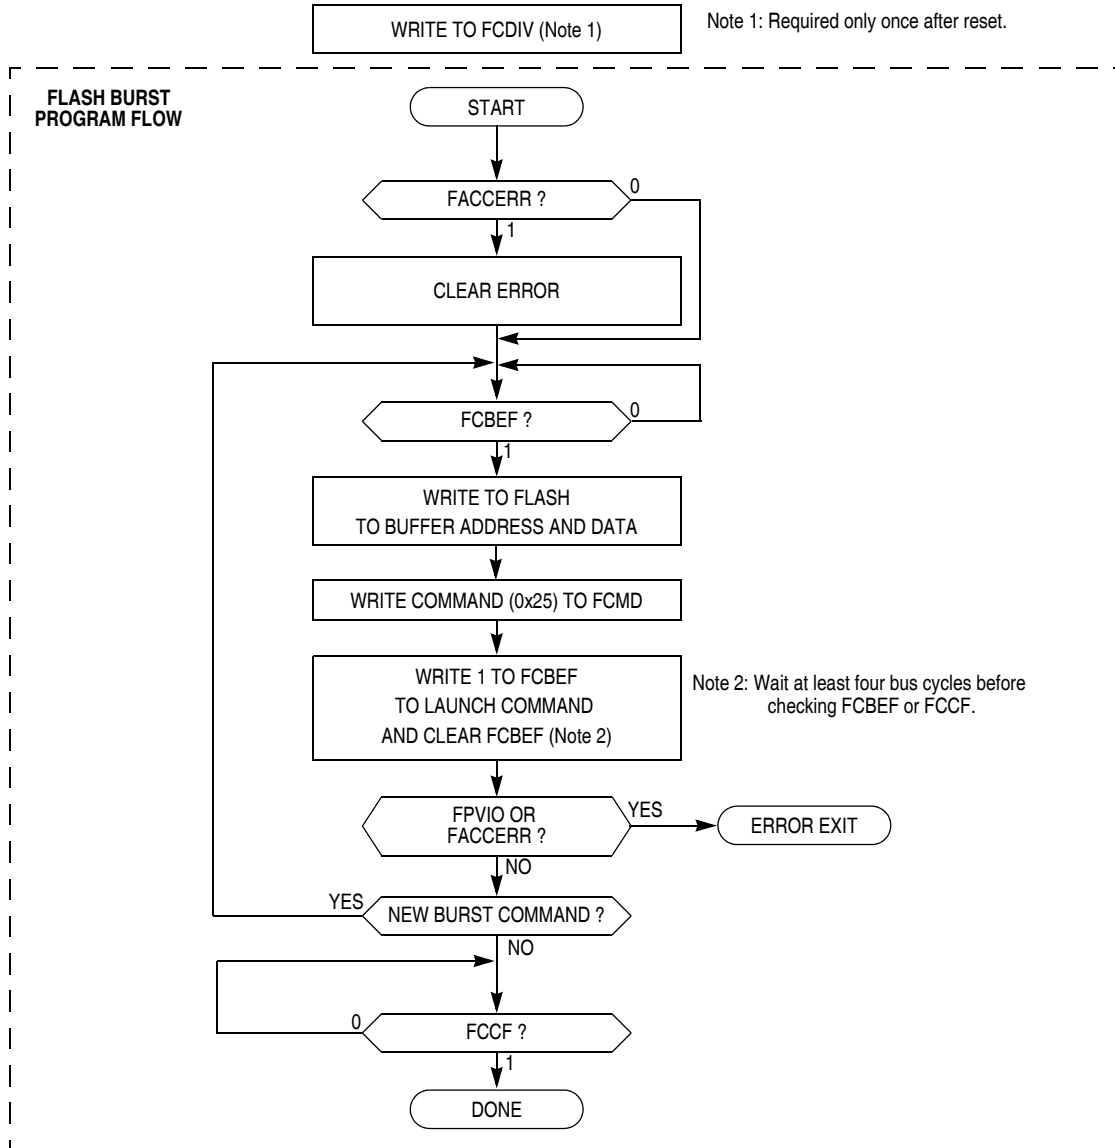 WRITE TO FCDIV (Note 1)
Note 1: Required only once after reset.
FLASH BURST
PROGRAM FLOW
START
FACCERR ?
0
1
CLEAR ERROR
FCBEF ?
0
1
WRITE TO FLASH
TO BUFFER ADDRESS AND DATA
WRITE COMMAND (0x25) TO FCMD
WRITE 1 TO FCBEF
TO LAUNCH COMMAND
AND CLEAR FCBEF (Note 2)
Note 2: Wait at least four bus cycles before
checking FCBEF or FCCF.
FPVIO OR
FACCERR ?
YES
ERROR EXIT
NO
YES
NEW BURST COMMAND ?
NO
0
FCCF ?
1
DONE